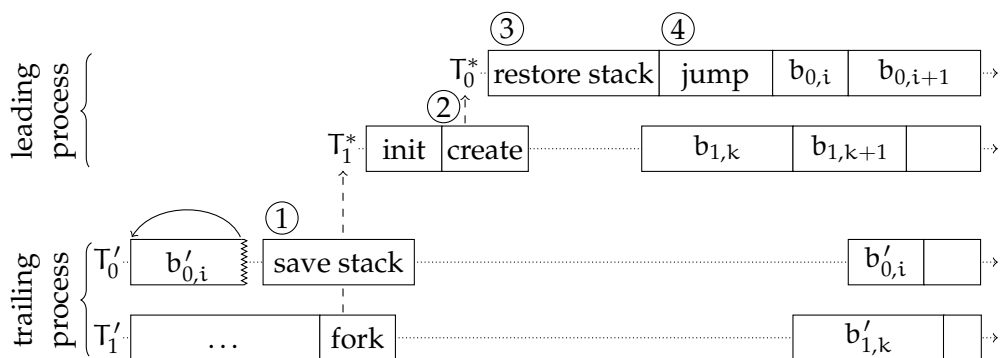 ③ ④
leading process
T₀* restore stack jump b₀,ᵢ b₀,ᵢ₊₁
②
T₁* init create b₁,ₖ b₁,ₖ₊₁
①
trailing process
T₀′ b′₀,ᵢ save stack b′₀,ᵢ
T₁′ ... fork b′₁,ₖ